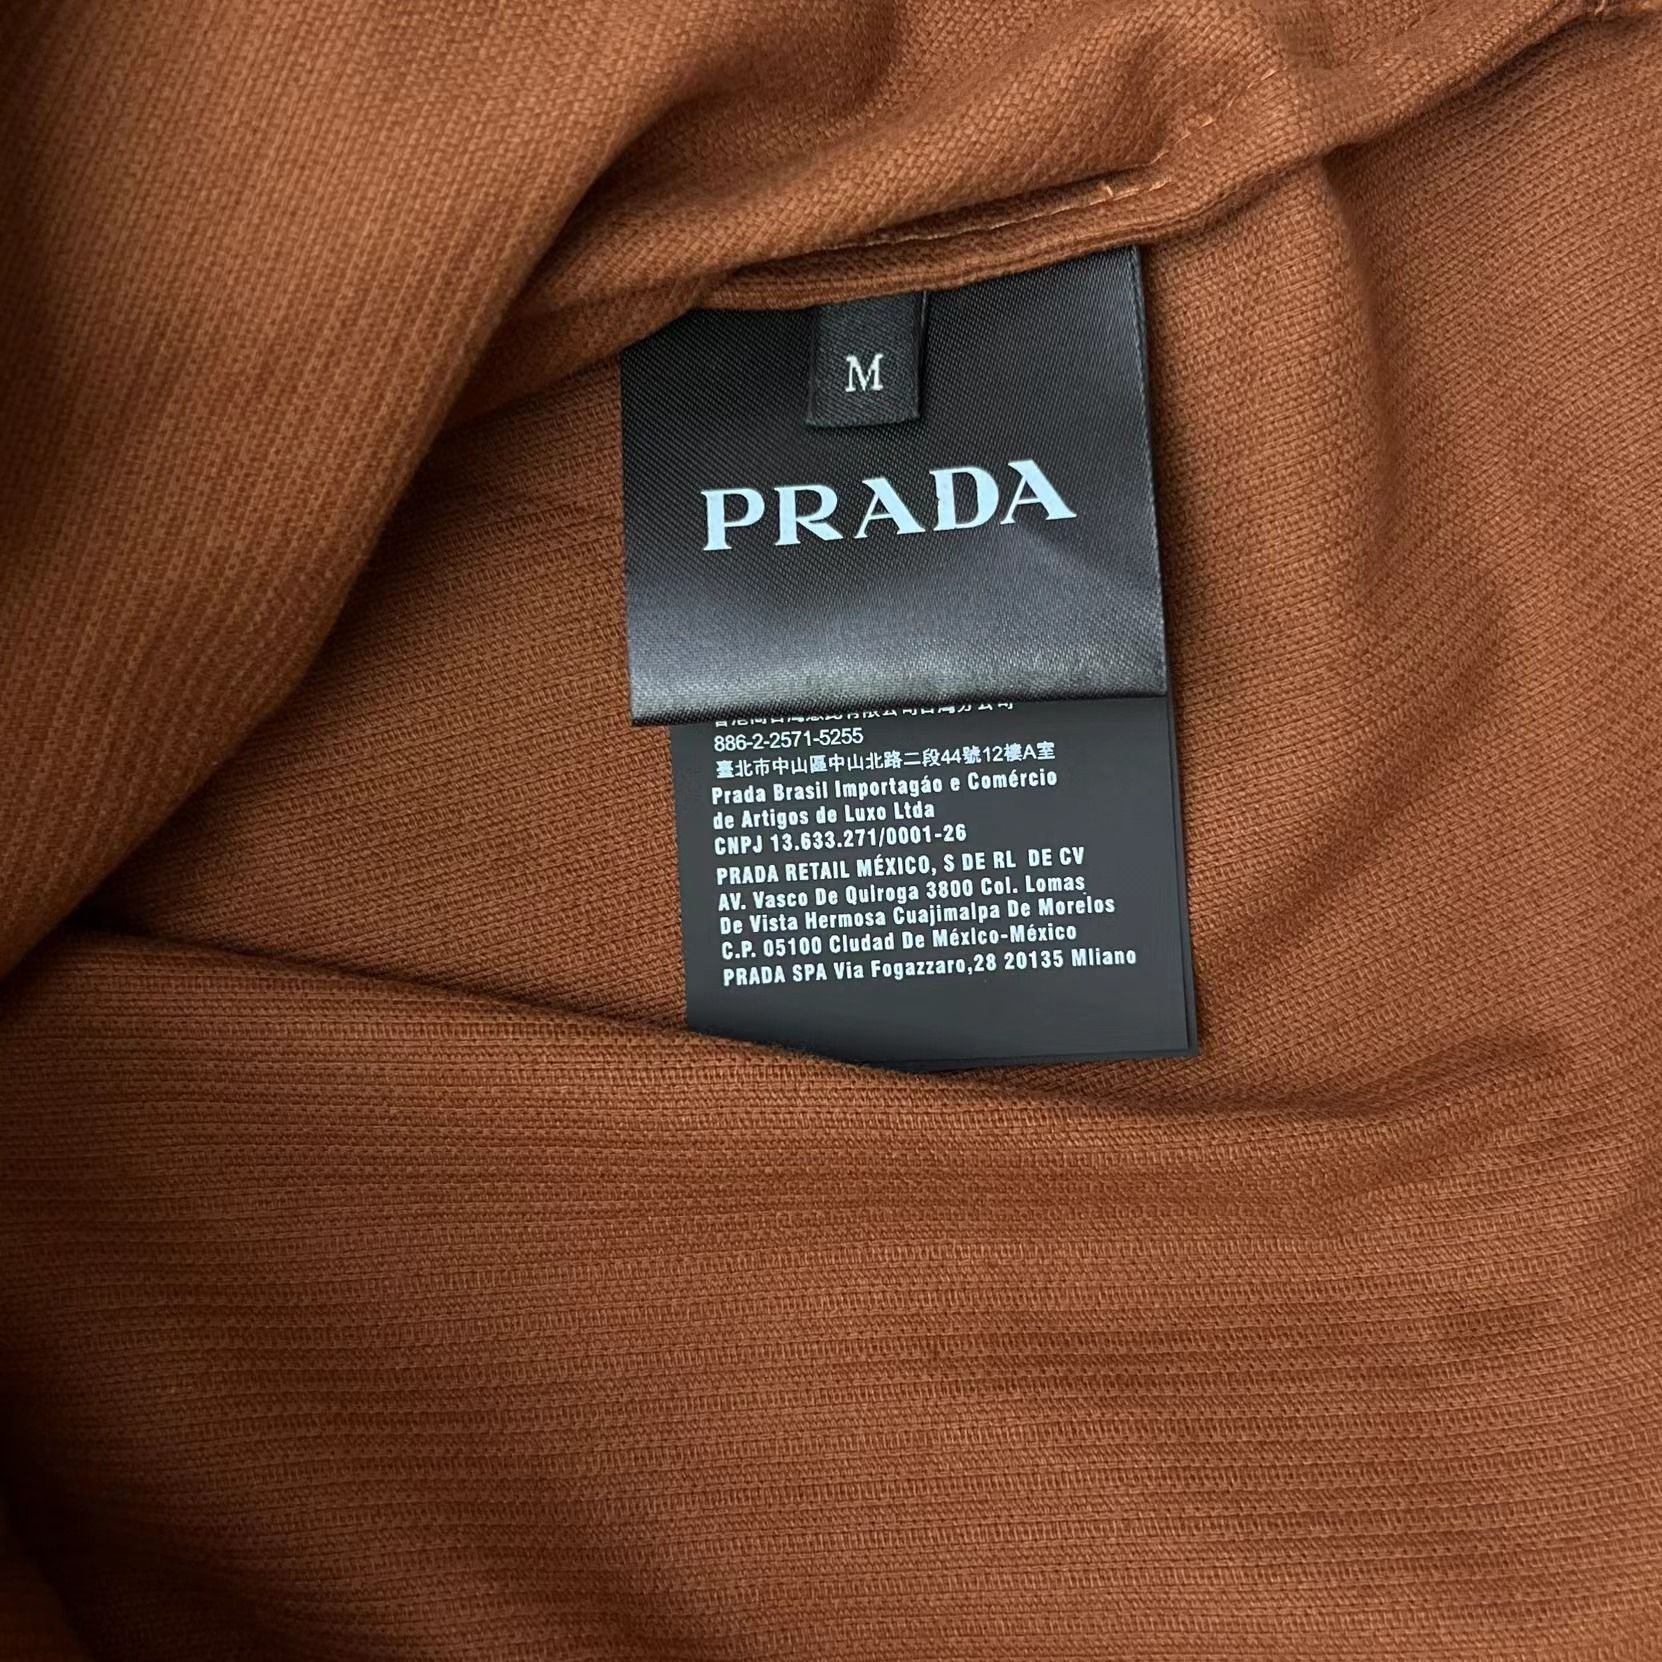 M
PRADA
886-2-2571-5255
臺北市中山區中山北路二段44號12樓A室
Prada Brasil Importagáo e Comércio
de Artigos de Luxo Ltda
CNPJ 13.633.271/0001-26
PRADA RETAIL MÉXICO, S DE RL DE CV
AV. Vasco De Quiroga 3800 Col. Lomas
De Vista Hermosa Cuajimalpa De Morelos
C.P. 05100 Cludad De México-México
PRADA SPA Via Fogazzaro,28 20135 Mliano